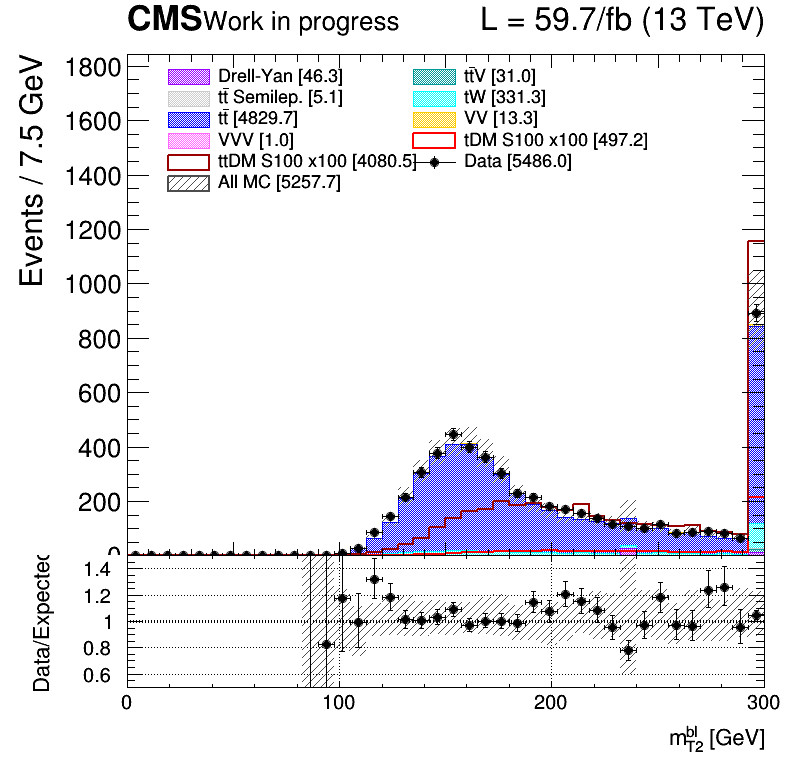 CMS Work in progress L = 59.7/fb (13 TeV)
Events / 7.5 GeV
1800
1600
1400
1200
1000
800
600
400
200
0
Drell-Yan [46.3] tt̄V [31.0]
tt̄ Semilep. [5.1] tW [331.3]
tt̄ [4829.7] VV [13.3]
VVV [1.0] tDM S100 x100 [497.2]
ttDM S100 x100 [4080.5] Data [5486.0]
All MC [5257.7]
Data/Expected
1.4
1.2
1
0.8
0.6
0 100 200 300
m_{T2}^{bl} [GeV]